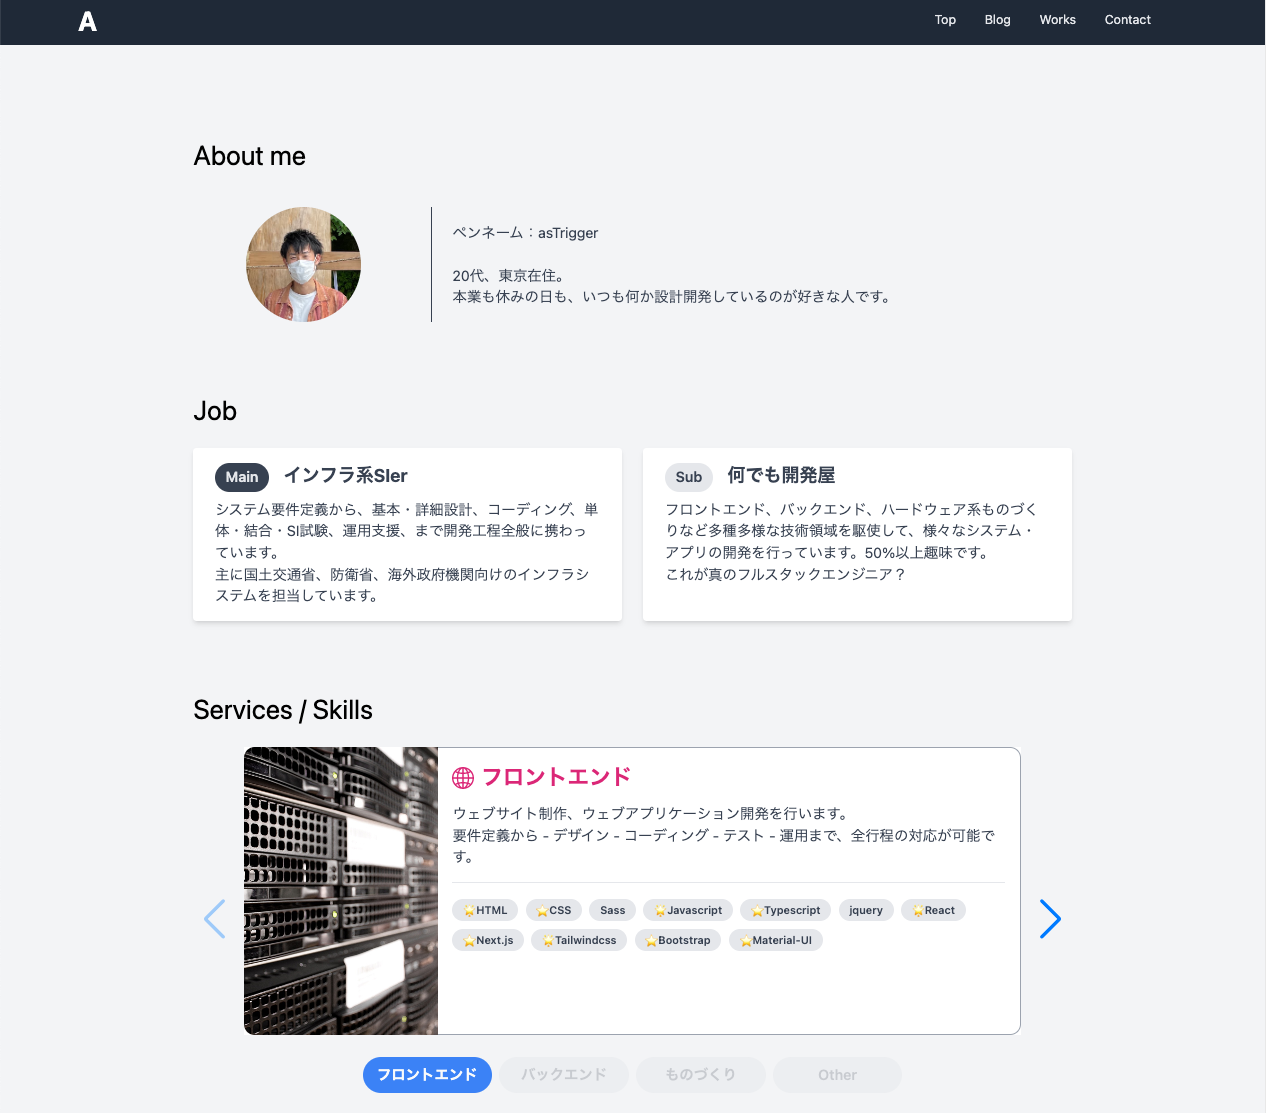 A
Top Blog Works Contact
About me
ペンネーム：asTrigger
20代、東京在住。
本業も休みの日も、いつも何か設計開発しているのが好きな人です。
Job
Main インフラ系SIer
システム要件定義から、基本・詳細設計、コーディング、単
体・結合・SI試験、運用支援、まで開発工程全般に携わっ
ています。
主に国土交通省、防衛省、海外政府機関向けのインフラシ
ステムを担当しています。
Sub 何でも開発屋
フロントエンド、バックエンド、ハードウェア系ものづく
りなど多種多様な技術領域を駆使して、様々なシステム・
アプリの開発を行っています。50%以上趣味です。
これが真のフルスタックエンジニア？
Services / Skills
フロントエンド
ウェブサイト制作、ウェブアプリケーション開発を行います。
要件定義から - デザイン - コーディング - テスト - 運用まで、全行程の対応が可能で
す。
⭐HTML ⭐CSS Sass ⭐Javascript ⭐Typescript jquery ⭐React
⭐Next.js ⭐Tailwindcss ⭐Bootstrap ⭐Material-UI
フロントエンド バックエンド ものづくり Other